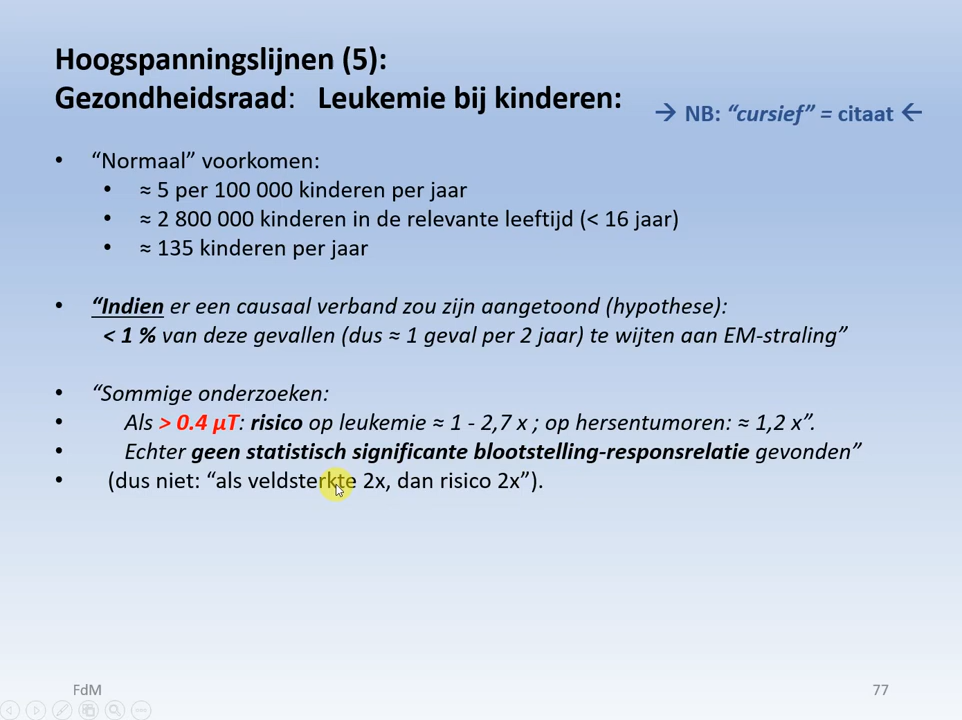 Hoogspanningslijnen (5):
Gezondheidsraad: Leukemie bij kinderen:
→ NB: “cursief” = citaat ←
• “Normaal” voorkomen:
• ≈ 5 per 100 000 kinderen per jaar
• ≈ 2 800 000 kinderen in de relevante leeftijd (< 16 jaar)
• ≈ 135 kinderen per jaar
• “Indien er een causaal verband zou zijn aangetoond (hypothese):
< 1 % van deze gevallen (dus ≈ 1 geval per 2 jaar) te wijten aan EM-straling”
• “Sommige onderzoeken:
• Als > 0.4 μT: risico op leukemie ≈ 1 - 2,7 x ; op hersentumoren: ≈ 1,2 x”.
• Echter geen statistisch significante blootstelling-responsrelatie gevonden”
• (dus niet: “als veldsterkte 2x, dan risico 2x”).
FdM
77